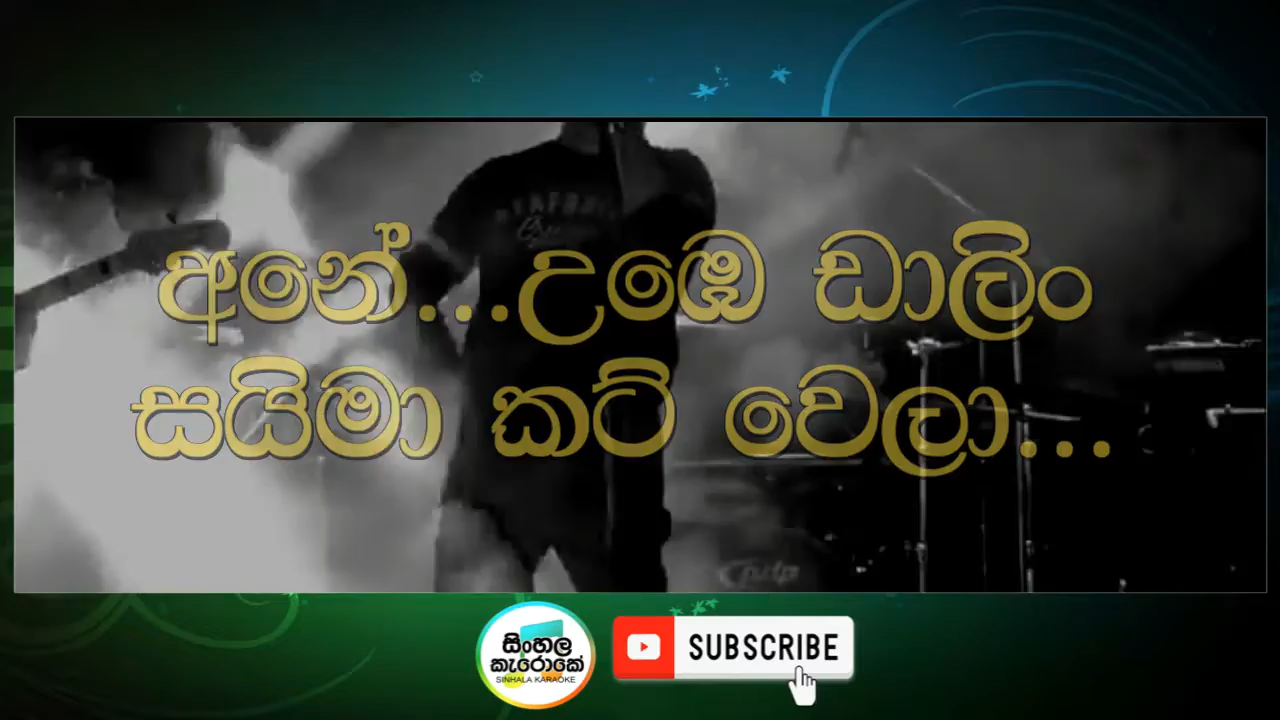 අනේ...උඹෙ ඩාලිං
සයිමා කට් වෙලා...
සිංහල
කැරොකේ
SINHALA KARAOKE
SUBSCRIBE